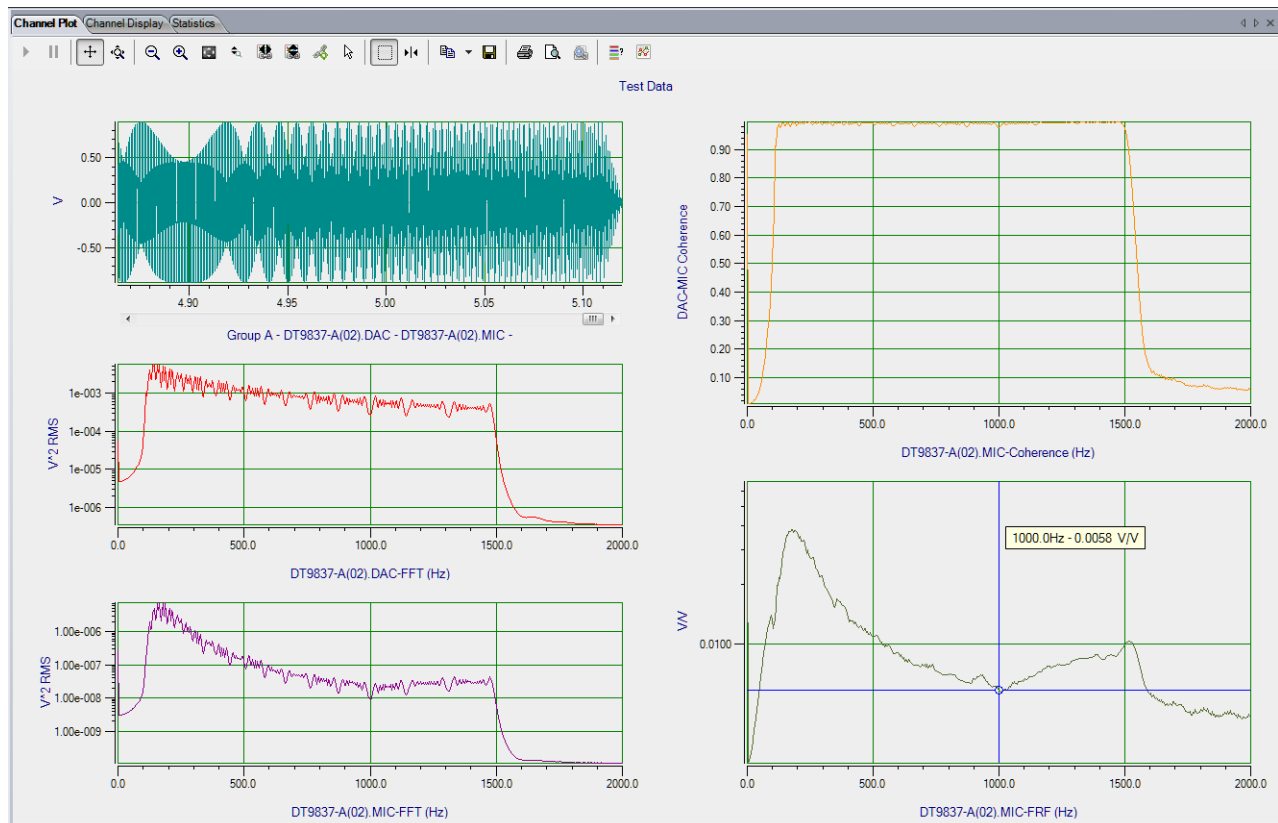 Channel Plot Channel Display Statistics
Test Data
V
0.50
0.00
-0.50
4.90 4.95 5.00 5.05 5.10
Group A - DT9837-A(02).DAC - DT9837-A(02).MIC -
V^2 RMS
1e-003
1e-004
1e-005
1e-006
0.0 500.0 1000.0 1500.0 2000.0
DT9837-A(02).DAC-FFT (Hz)
V^2 RMS
1.00e-006
1.00e-007
1.00e-008
1.00e-009
0.0 500.0 1000.0 1500.0 2000.0
DT9837-A(02).MIC-FFT (Hz)
DAC-MIC Coherence
0.90
0.80
0.70
0.60
0.50
0.40
0.30
0.20
0.10
0.0 500.0 1000.0 1500.0 2000.0
DT9837-A(02).MIC-Coherence (Hz)
V/V
1000.0Hz - 0.0058 V/V
0.0100
0.0 500.0 1000.0 1500.0 2000.0
DT9837-A(02).MIC-FRF (Hz)